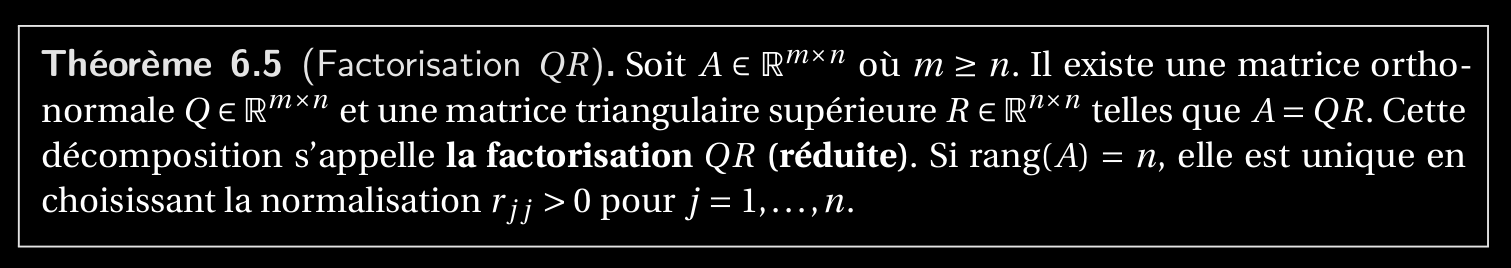 Théorème 6.5 (Factorisation QR). Soit A ∈ ℝ^{m×n} où m ≥ n. Il existe une matrice ortho-
normale Q ∈ ℝ^{m×n} et une matrice triangulaire supérieure R ∈ ℝ^{n×n} telles que A = QR. Cette
décomposition s'appelle la factorisation QR (réduite). Si rang(A) = n, elle est unique en
choisissant la normalisation r_{jj} > 0 pour j = 1,...,n.